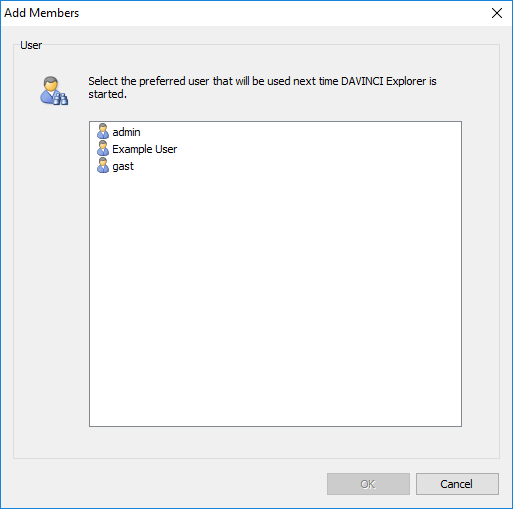 Add Members
User
Select the preferred user that will be used next time DAVINCI Explorer is
started.
admin
Example User
gast
OK
Cancel